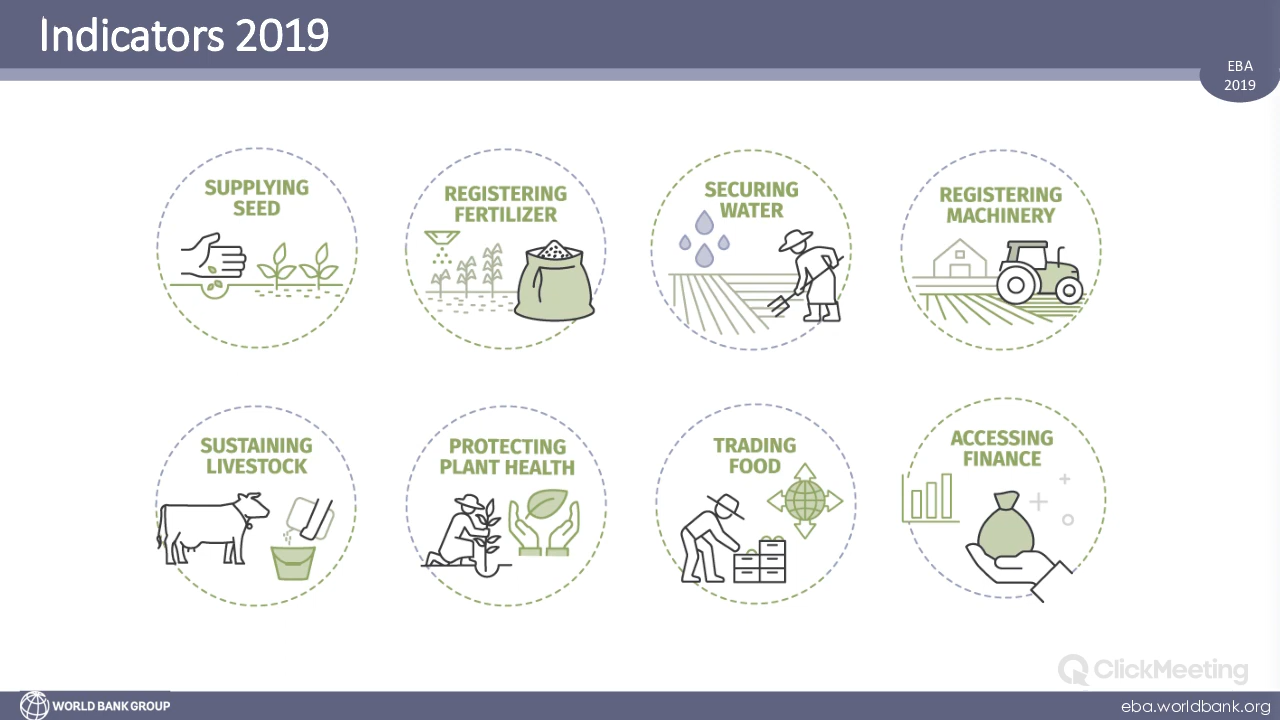 Indicators 2019
EBA
2019
SUPPLYING
SEED
REGISTERING
FERTILIZER
SECURING
WATER
REGISTERING
MACHINERY
SUSTAINING
LIVESTOCK
PROTECTING
PLANT HEALTH
TRADING
FOOD
ACCESSING
FINANCE
ClickMeeting
WORLD BANK GROUP
eba.worldbank.org